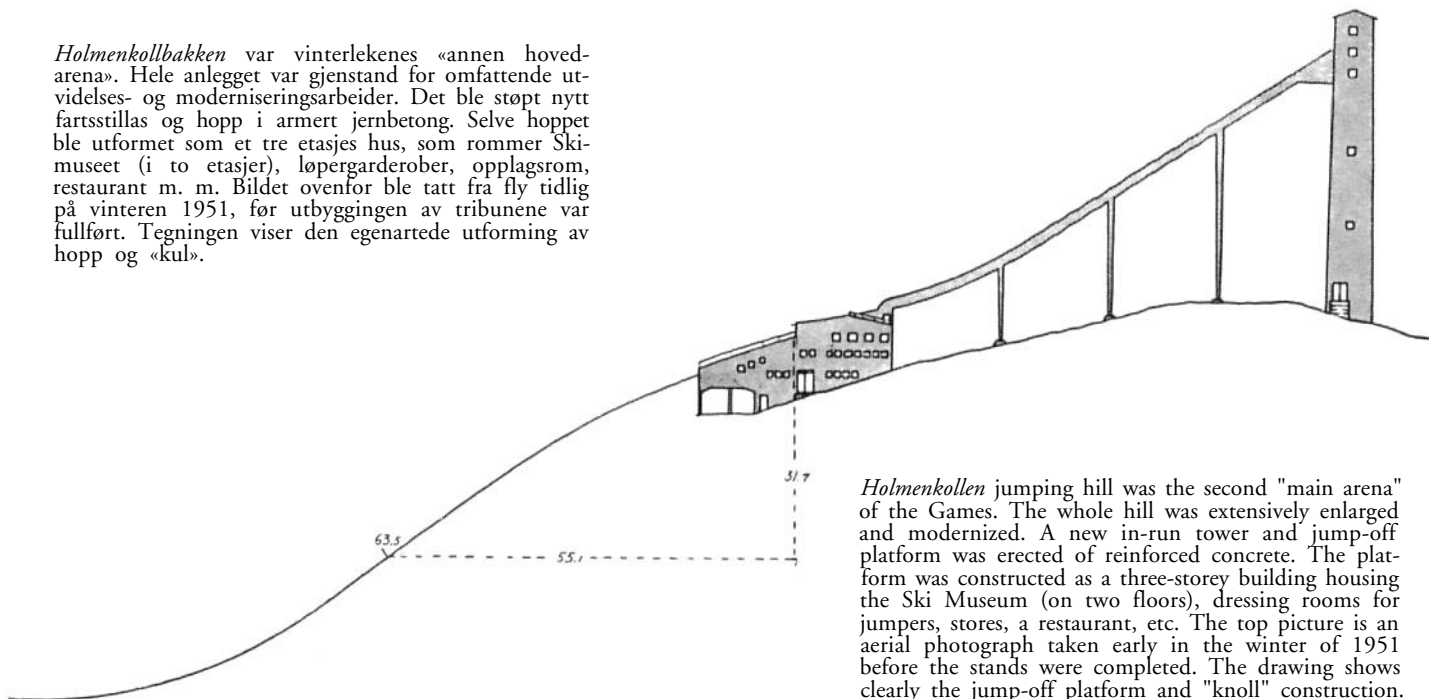 Holmenkollbakken var vinterlekenes «annen hoved-
arena». Hele anlegget var gjenstand for omfattende ut-
videlses- og moderniseringsarbeider. Det ble støpt nytt
fartsstillas og hopp i armert jernbetong. Selve hoppet
ble utformet som et tre etasjes hus, som rommer Ski-
museet (i to etasjer), løpergarderober, opplagsrom,
restaurant m. m. Bildet ovenfor ble tatt fra fly tidlig
på vinteren 1951, før utbyggingen av tribunene var
fullført. Tegningen viser den egenartede utforming av
hopp og «kul».
31.7
63.5
55.1
Holmenkollen jumping hill was the second "main arena"
of the Games. The whole hill was extensively enlarged
and modernized. A new in-run tower and jump-off
platform was erected of reinforced concrete. The plat-
form was constructed as a three-storey building housing
the Ski Museum (on two floors), dressing rooms for
jumpers, stores, a restaurant, etc. The top picture is an
aerial photograph taken early in the winter of 1951
before the stands were completed. The drawing shows
clearly the jump-off platform and "knoll" construction.